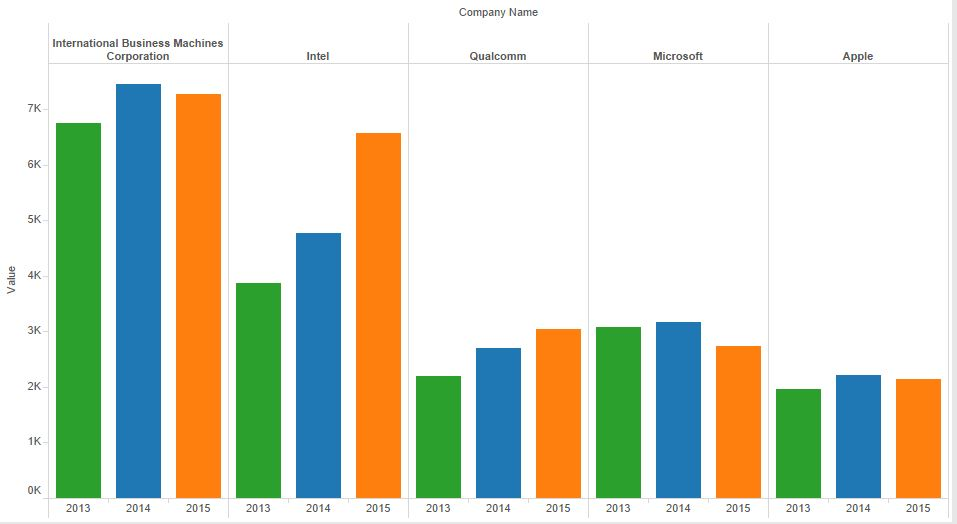 Company Name
International Business Machines
Corporation
Intel
Qualcomm
Microsoft
Apple
Value
7K
6K
5K
4K
3K
2K
1K
0K
2013 2014 2015 2013 2014 2015 2013 2014 2015 2013 2014 2015 2013 2014 2015